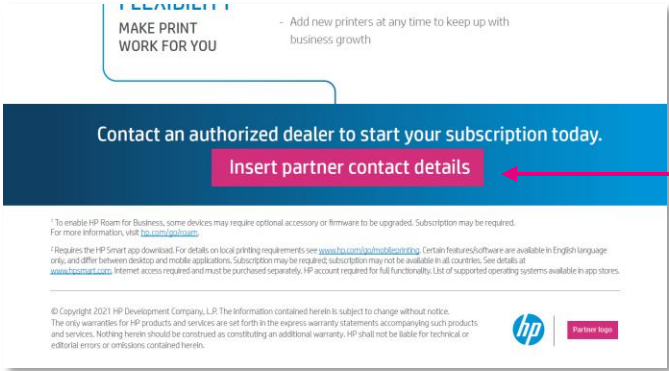 FLEXIBILITY
MAKE PRINT
WORK FOR YOU
- Add new printers at any time to keep up with
business growth
Contact an authorized dealer to start your subscription today.
Insert partner contact details
¹ To enable HP Roam for Business, some devices may require optional accessory or firmware to be upgraded. Subscription may be required.
For more information, visit hp.com/go/roam.
² Requires the HP Smart app download. For details on local printing requirements see www.hp.com/go/mobileprinting. Certain features/software are available in English language
only, and differ between desktop and mobile applications. Subscription may be required; subscription may not be available in all countries. See details at
www.hpsmart.com. Internet access required and must be purchased separately. HP account required for full functionality. List of supported operating systems available in app stores.
© Copyright 2021 HP Development Company, L.P. The information contained herein is subject to change without notice.
The only warranties for HP products and services are set forth in the express warranty statements accompanying such products
and services. Nothing herein should be construed as constituting an additional warranty. HP shall not be liable for technical or
editorial errors or omissions contained herein.
hp
Partner logo